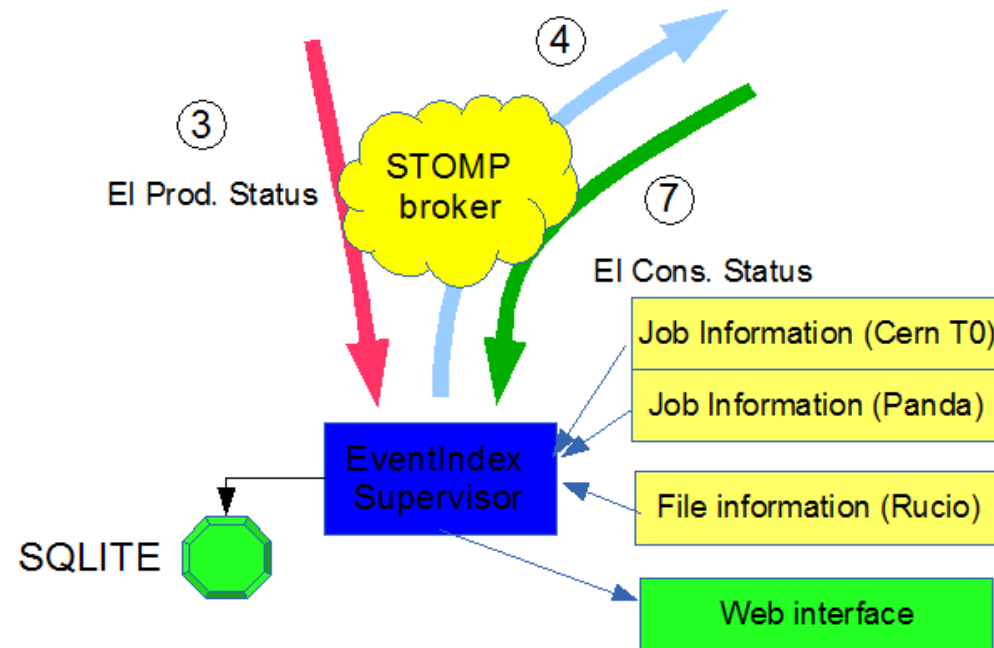 4
3
STOMP
broker
EI Prod. Status
7
EI Cons. Status
Job Information (Cern T0)
Job Information (Panda)
EventIndex
Supervisor
File information (Rucio)
SQLITE
Web interface